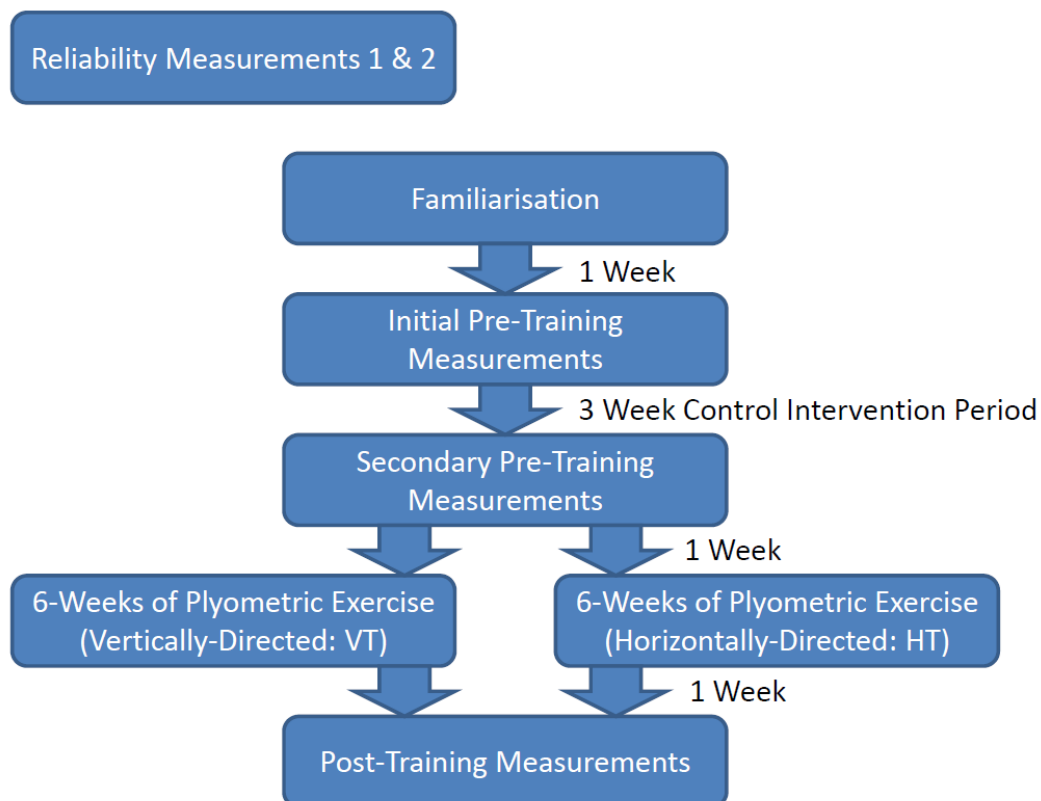 Reliability Measurements 1 & 2
Familiarisation
1 Week
Initial Pre-Training
Measurements
3 Week Control Intervention Period
Secondary Pre-Training
Measurements
1 Week
6-Weeks of Plyometric Exercise
(Vertically-Directed: VT)
6-Weeks of Plyometric Exercise
(Horizontally-Directed: HT)
1 Week
Post-Training Measurements